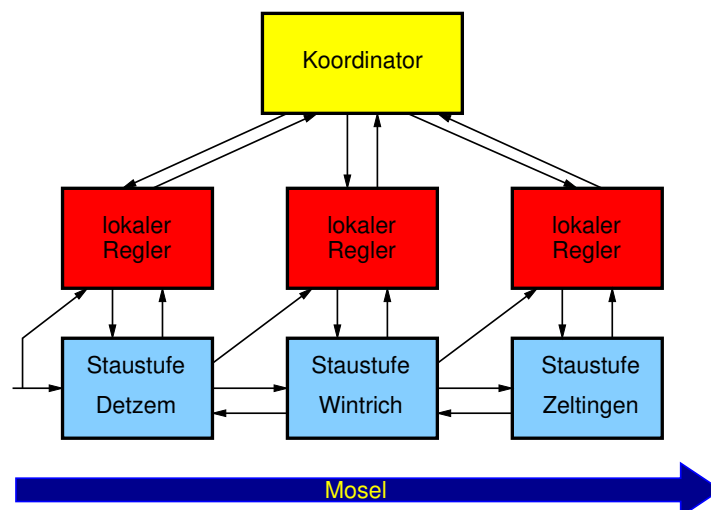 Koordinator
lokaler
Regler
lokaler
Regler
lokaler
Regler
Staustufe
Detzem
Staustufe
Wintrich
Staustufe
Zeltingen
Mosel